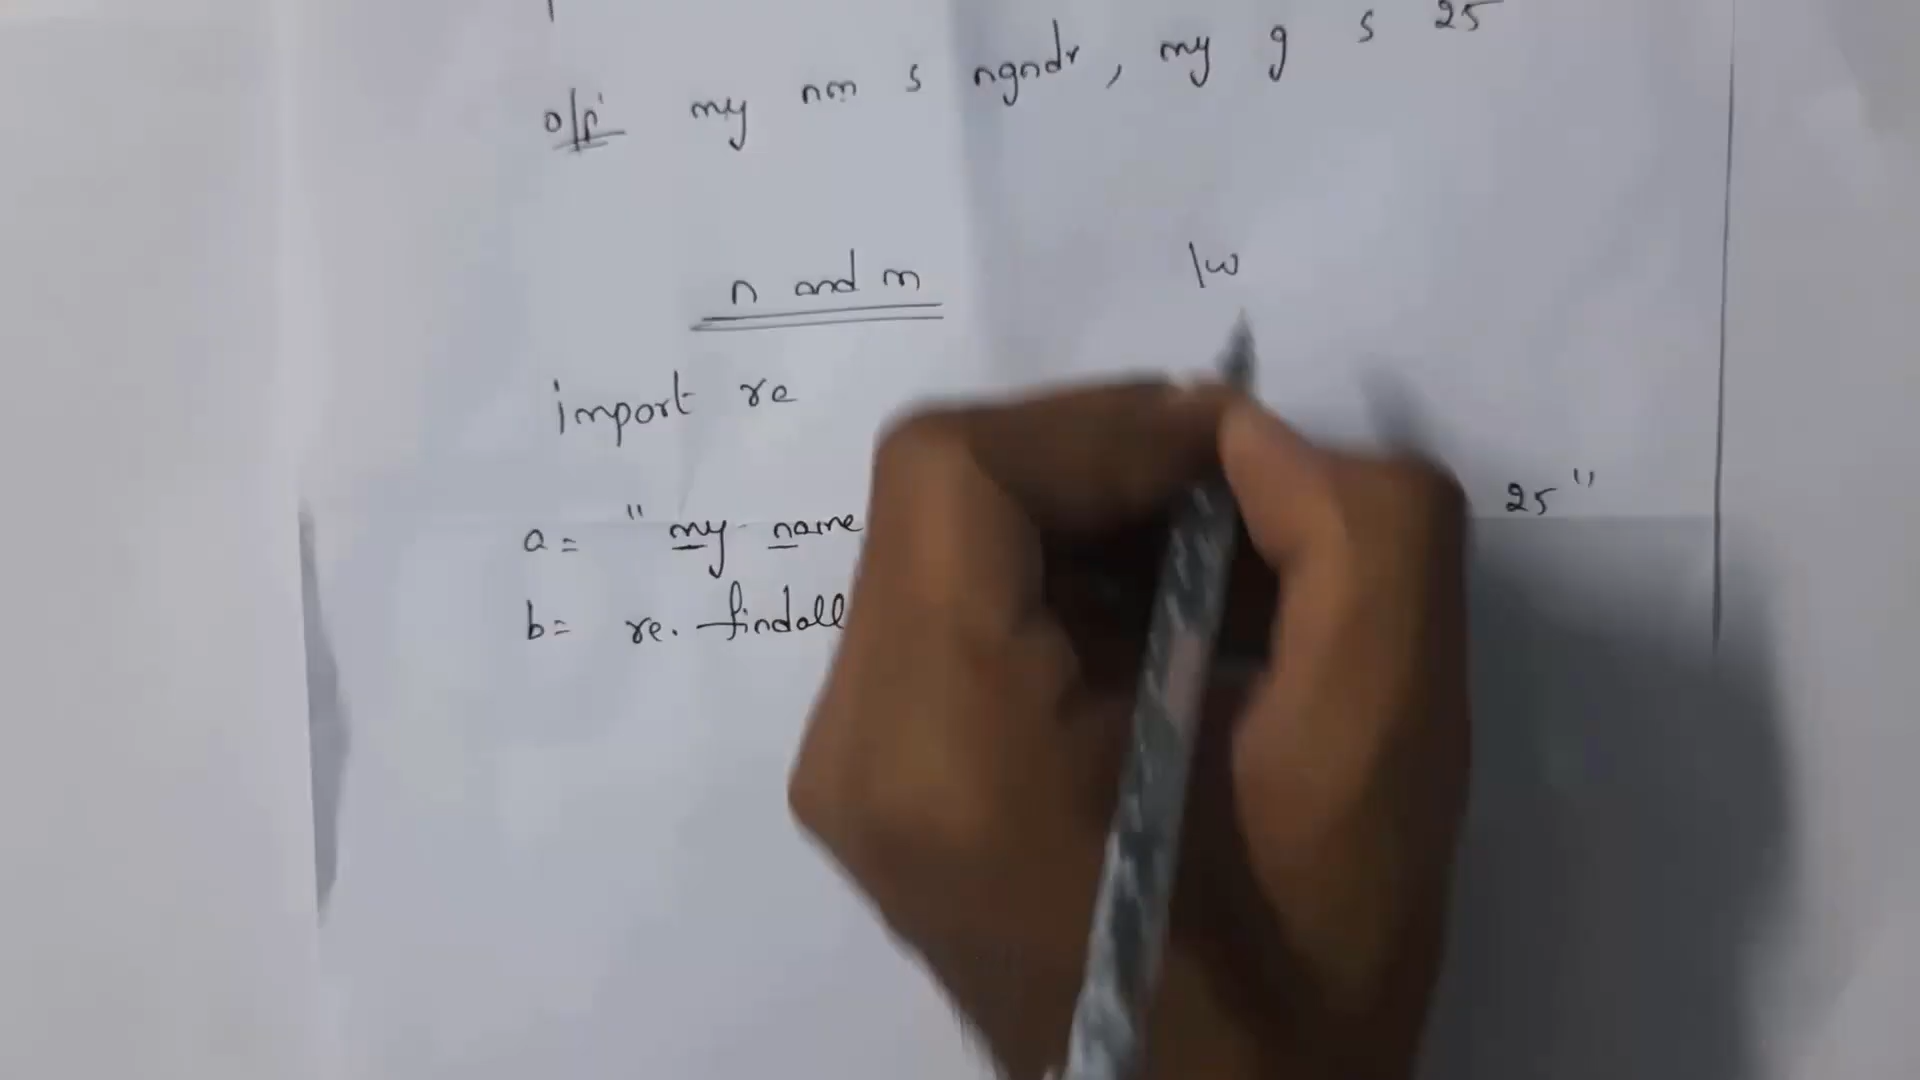 o/p my nm s ngndr, my g s 25
n and m
\w
import re
a= " my name 25 "
b= re. findall